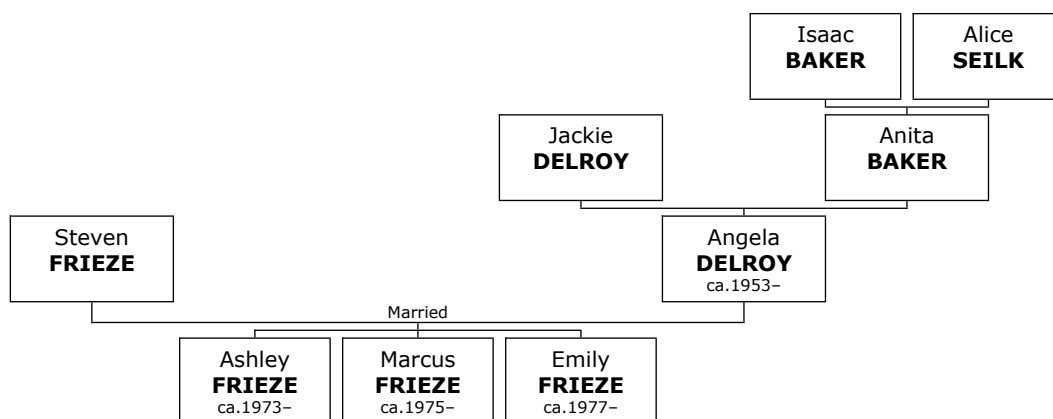 Isaac
BAKER
Alice
SEILK
Jackie
DELROY
Anita
BAKER
Steven
FRIEZE
Angela
DELROY
ca.1953–
Married
Ashley
FRIEZE
ca.1973–
Marcus
FRIEZE
ca.1975–
Emily
FRIEZE
ca.1977–